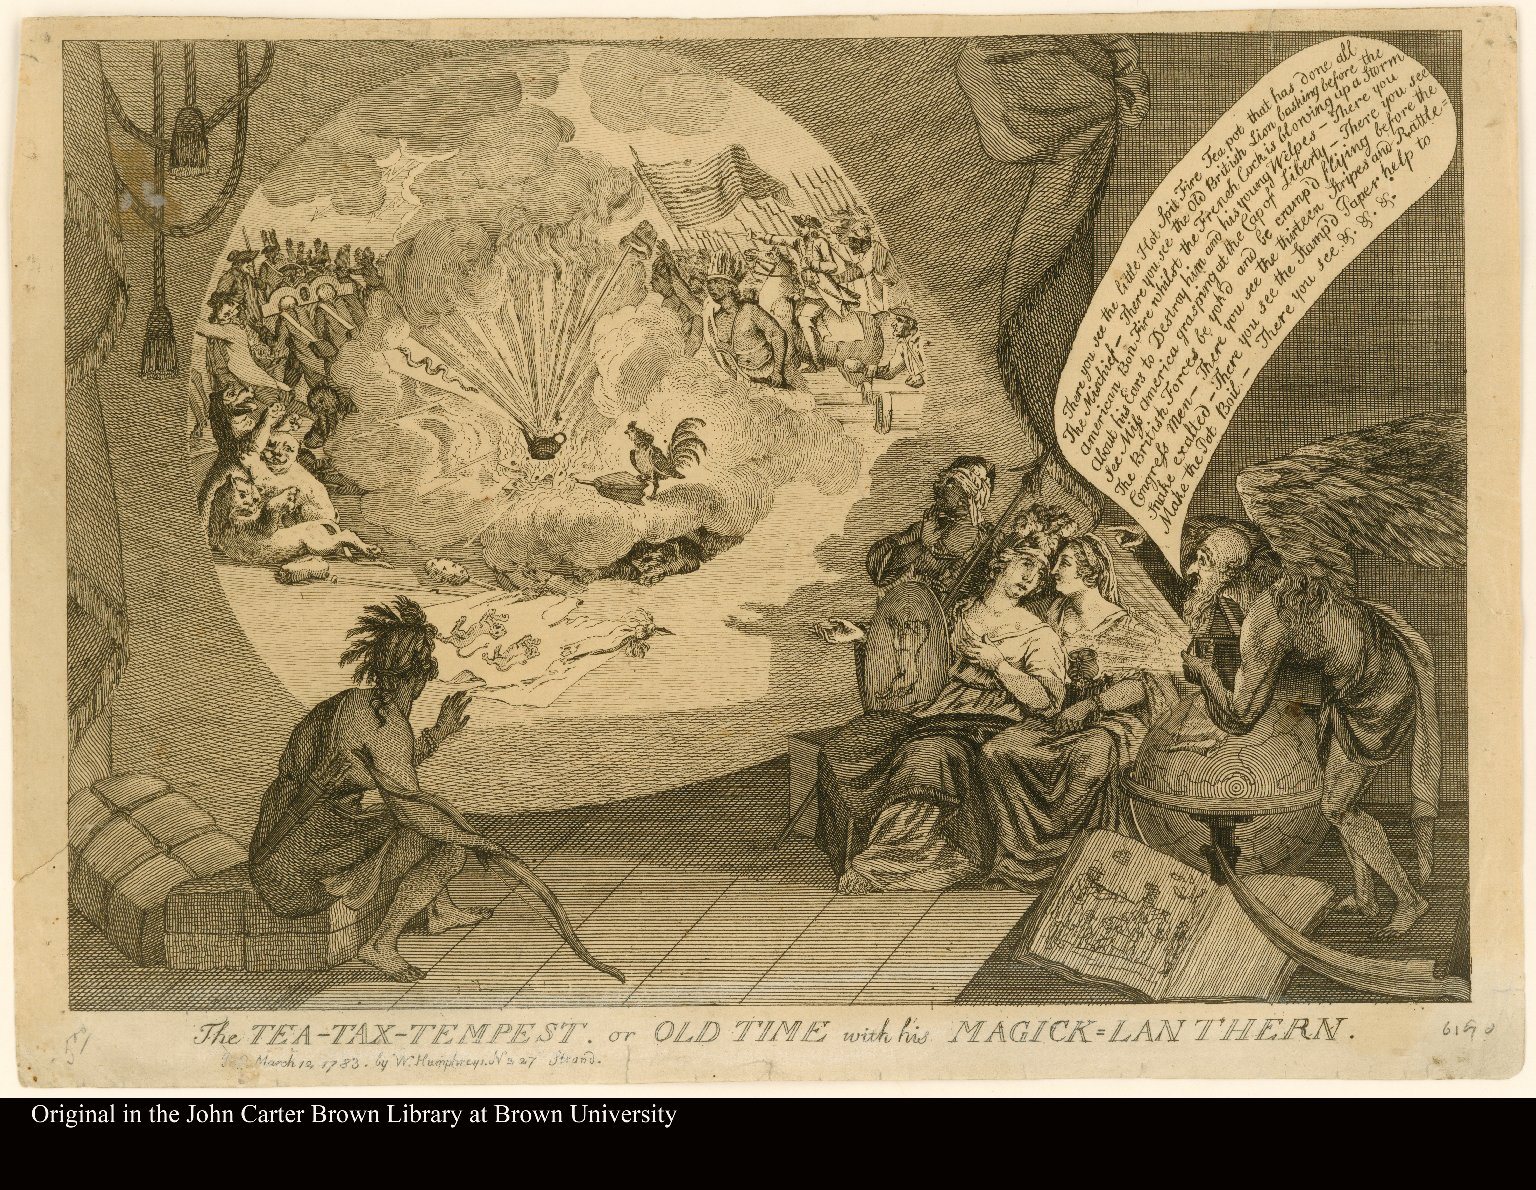 There you see the little Hot Spit Fire Tea pot that has done all
The Mischief – There you see the Old British Lion basking before the
American Bon Fire whilst the French Cock is blowing up a Storm
About his Ears to Destroy him and his young Welpes – There you
See Miss America grasping at the Cap of Liberty – There you see
The British Forces be yok'd and be cramp'd flying before the
Congress Men – There you see the thirteen Stripes and Rattle=
snake exalted – There you see the Stamp'd Paper help to
Make the Pot Boil – There you see &c. &c. &c.
The TEA-TAX-TEMPEST. or OLD TIME with his MAGICK=LANTHERN.
March 12, 1783. by W. Humphreys. No 227 Strand.
51
Original in the John Carter Brown Library at Brown University